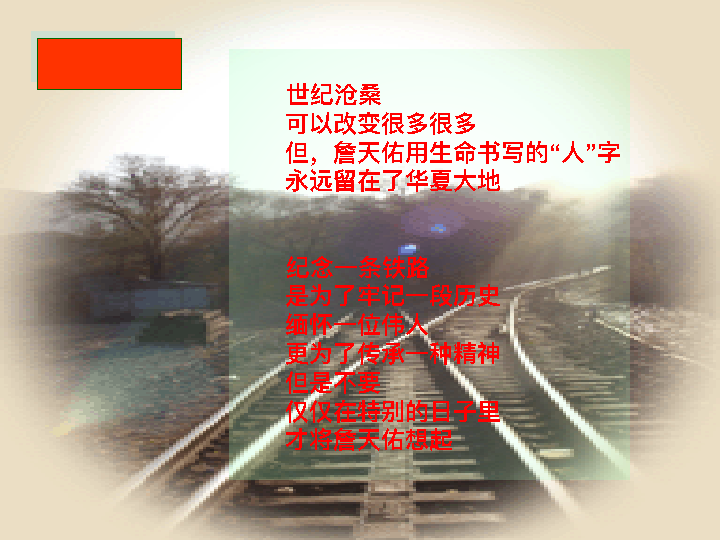 世纪沧桑
可以改变很多很多
但，詹天佑用生命书写的“人”字
永远留在了华夏大地
纪念一条铁路
是为了牢记一段历史
缅怀一位伟人
更为了传承一种精神
但是不要
仅仅在特别的日子里
才将詹天佑想起